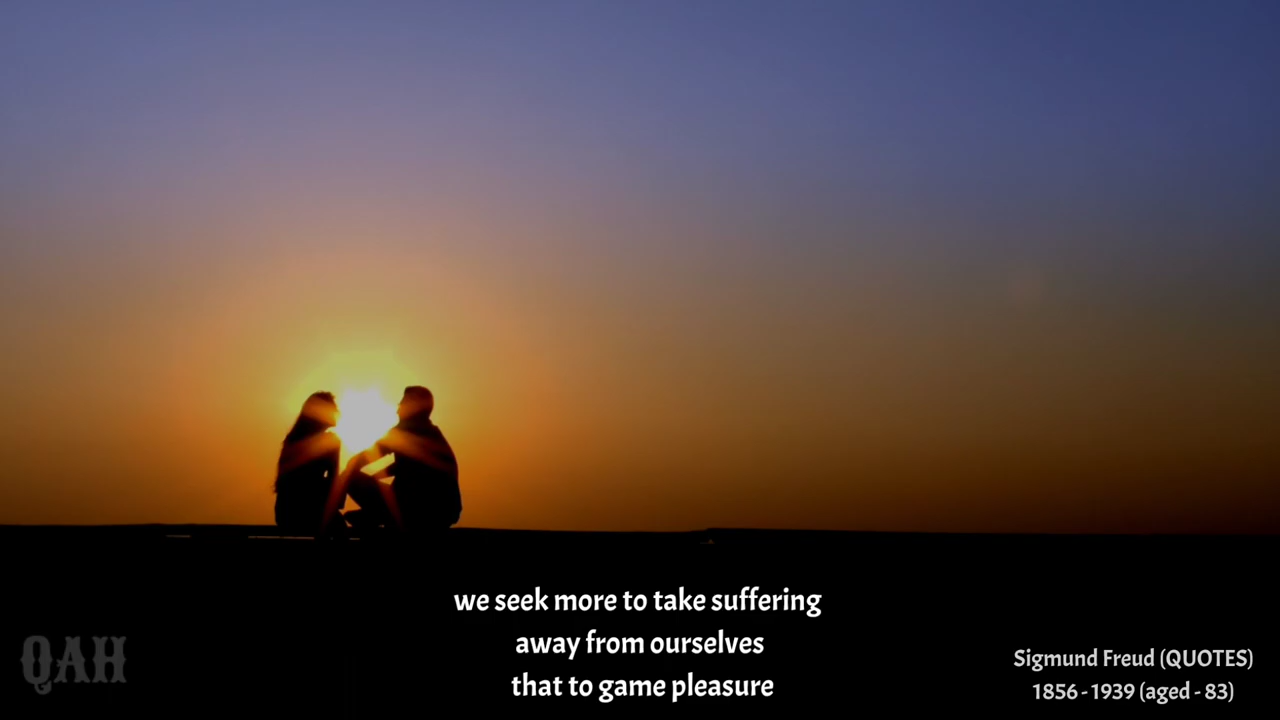 we seek more to take suffering
away from ourselves
that to game pleasure
QAH
Sigmund Freud (QUOTES)
1856 - 1939 (aged - 83)